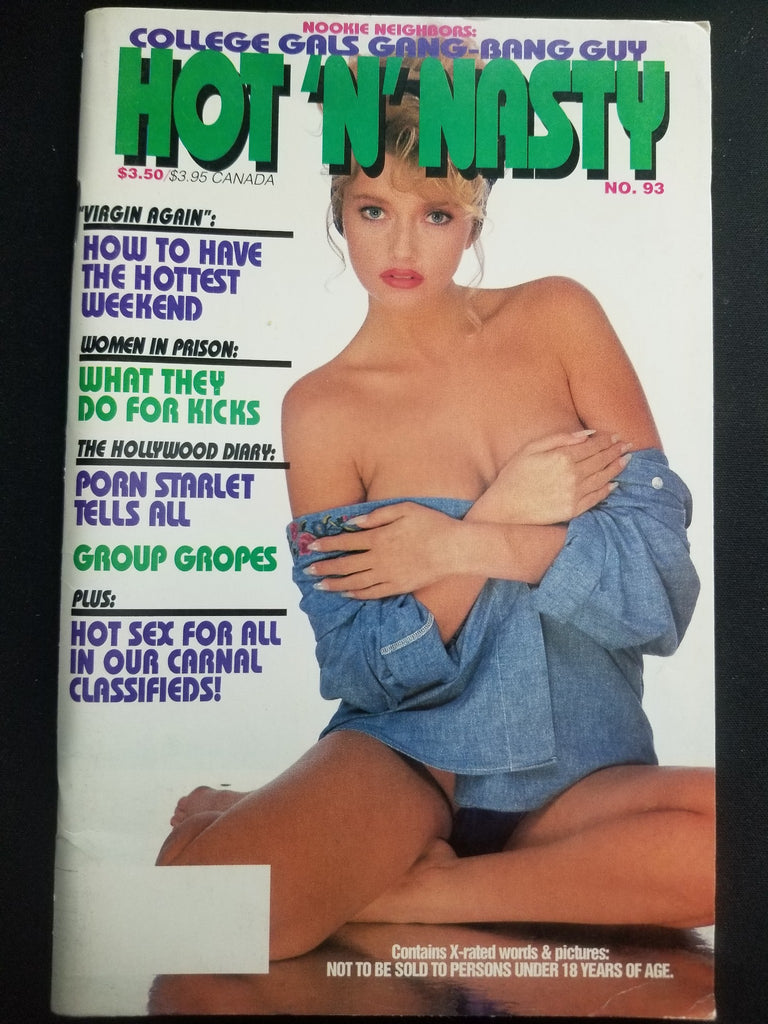 NOOKIE NEIGHBORS:
COLLEGE GALS GANG-BANG GUY
HOT 'N' NASTY
$3.50/$3.95 CANADA
NO. 93
"VIRGIN AGAIN":
HOW TO HAVE
THE HOTTEST
WEEKEND
WOMEN IN PRISON:
WHAT THEY
DO FOR KICKS
THE HOLLYWOOD DIARY:
PORN STARLET
TELLS ALL
GROUP GROPES
PLUS:
HOT SEX FOR ALL
IN OUR CARNAL
CLASSIFIEDS!
Contains X-rated words & pictures:
NOT TO BE SOLD TO PERSONS UNDER 18 YEARS OF AGE.